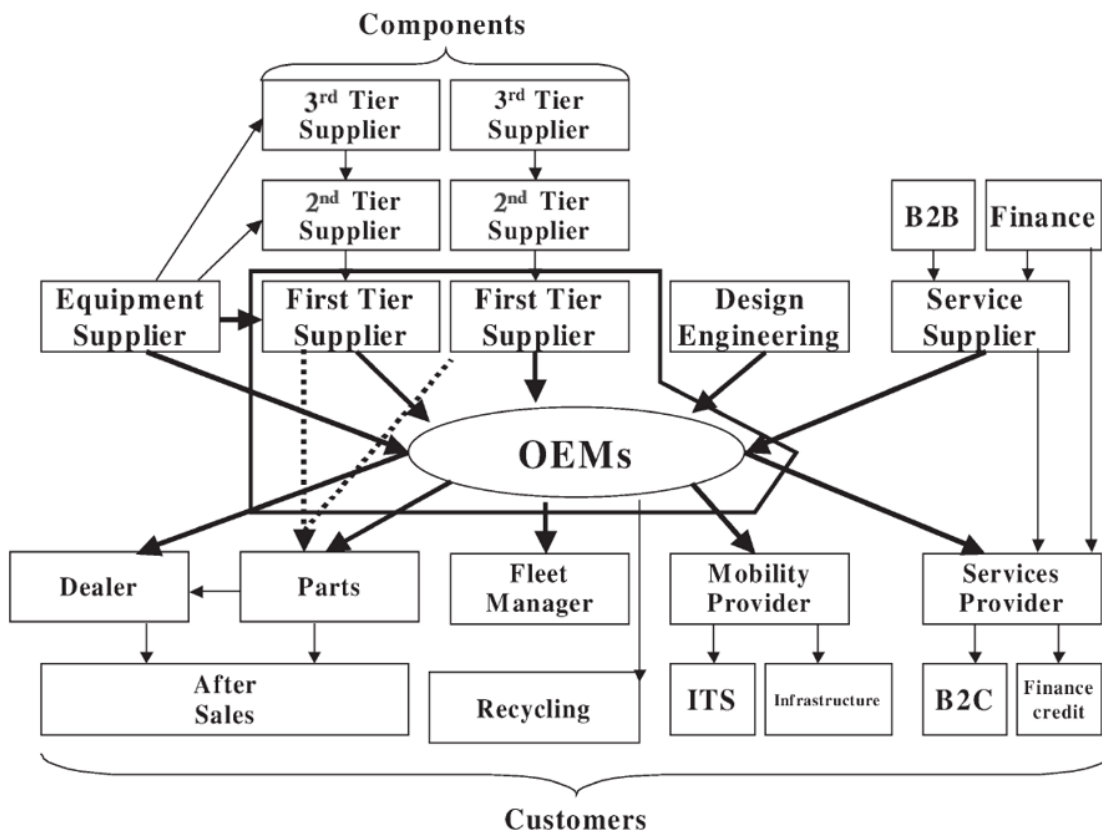 Components
3rd Tier
Supplier
3rd Tier
Supplier
2nd Tier
Supplier
2nd Tier
Supplier
B2B
Finance
Equipment
Supplier
First Tier
Supplier
First Tier
Supplier
Design
Engineering
Service
Supplier
OEMs
Dealer
Parts
Fleet
Manager
Mobility
Provider
Services
Provider
After
Sales
Recycling
ITS
Infrastructure
B2C
Finance
credit
Customers